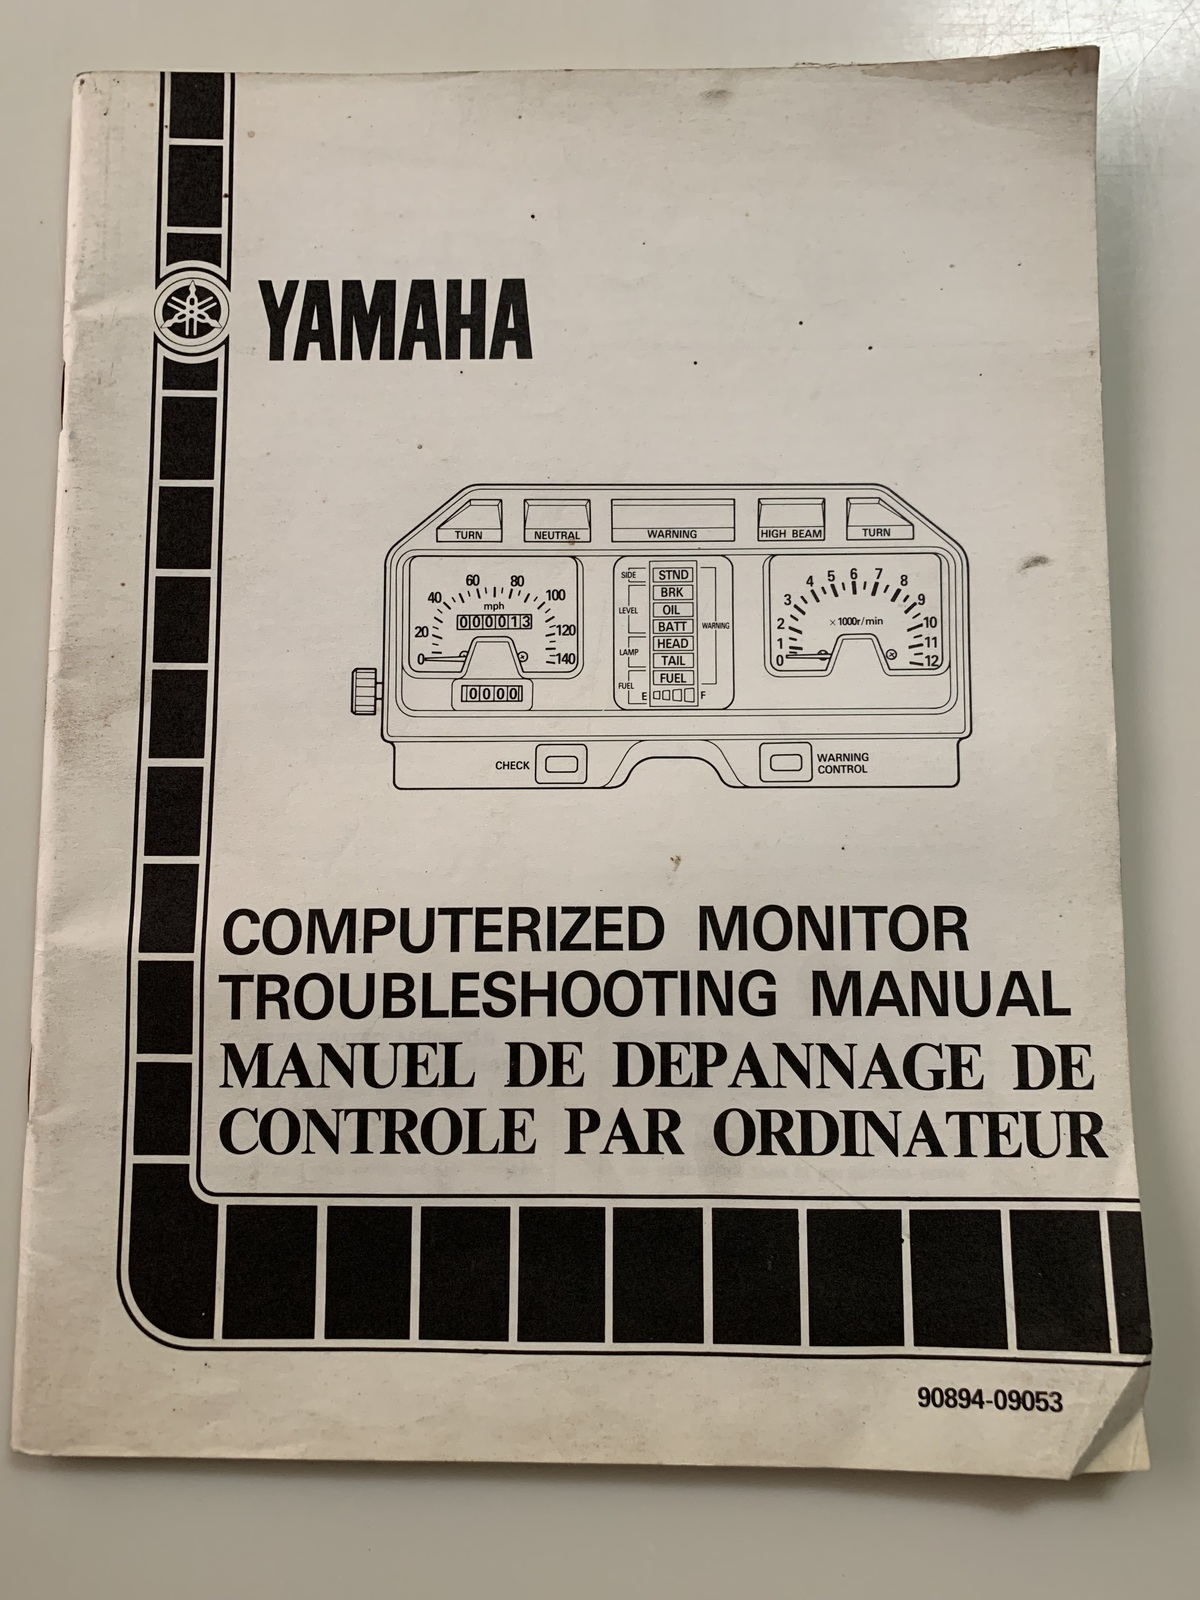 YAMAHA
TURN
NEUTRAL
WARNING
HIGH BEAM
TURN
0 20 40 60 80 100 120 140
mph
000013
0000
SIDE
LEVEL
LAMP
FUEL
STND
BRK
OIL
BATT
HEAD
TAIL
FUEL
E F
WARNING
0 1 2 3 4 5 6 7 8 9 10 11 12
×1000r/min
CHECK
WARNING
CONTROL
COMPUTERIZED MONITOR
TROUBLESHOOTING MANUAL
MANUEL DE DEPANNAGE DE
CONTROLE PAR ORDINATEUR
90894-09053